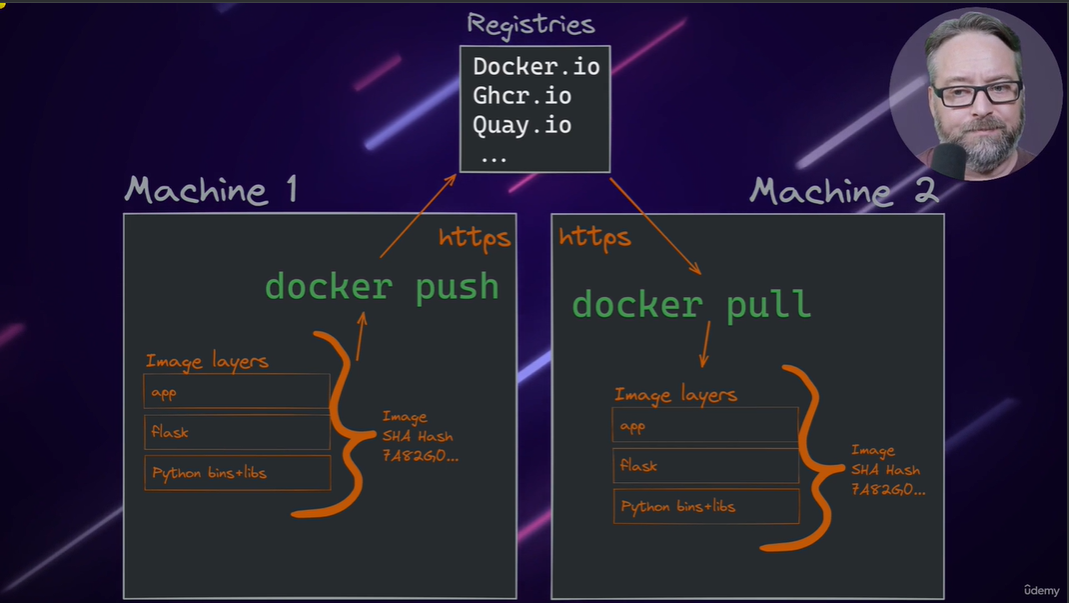 Registries
Docker.io
Ghcr.io
Quay.io
...
Machine 1
https
docker push
Image layers
app
flask
Python bins+libs
Image
SHA Hash
7A82G0...
Machine 2
https
docker pull
Image layers
app
flask
Python bins+libs
Image
SHA Hash
7A82G0...
ûdemy